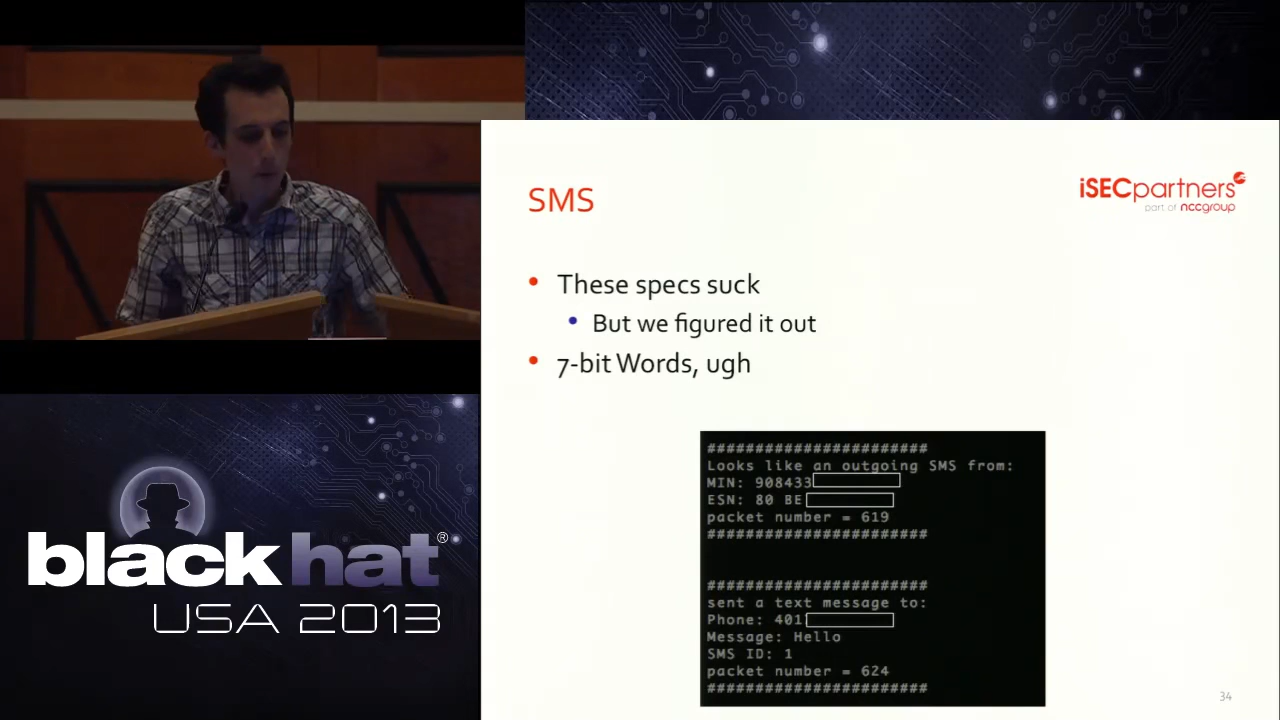 SMS
iSECpartners
part of nccgroup
These specs suck
But we figured it out
7-bit Words, ugh
#######################
Looks like an outgoing SMS from:
MIN: 908433
ESN: 80 BE
packet number = 619
#######################
#######################
sent a text message to:
Phone: 401
Message: Hello
SMS ID: 1
packet number = 624
#######################
34
black hat®
USA 2013